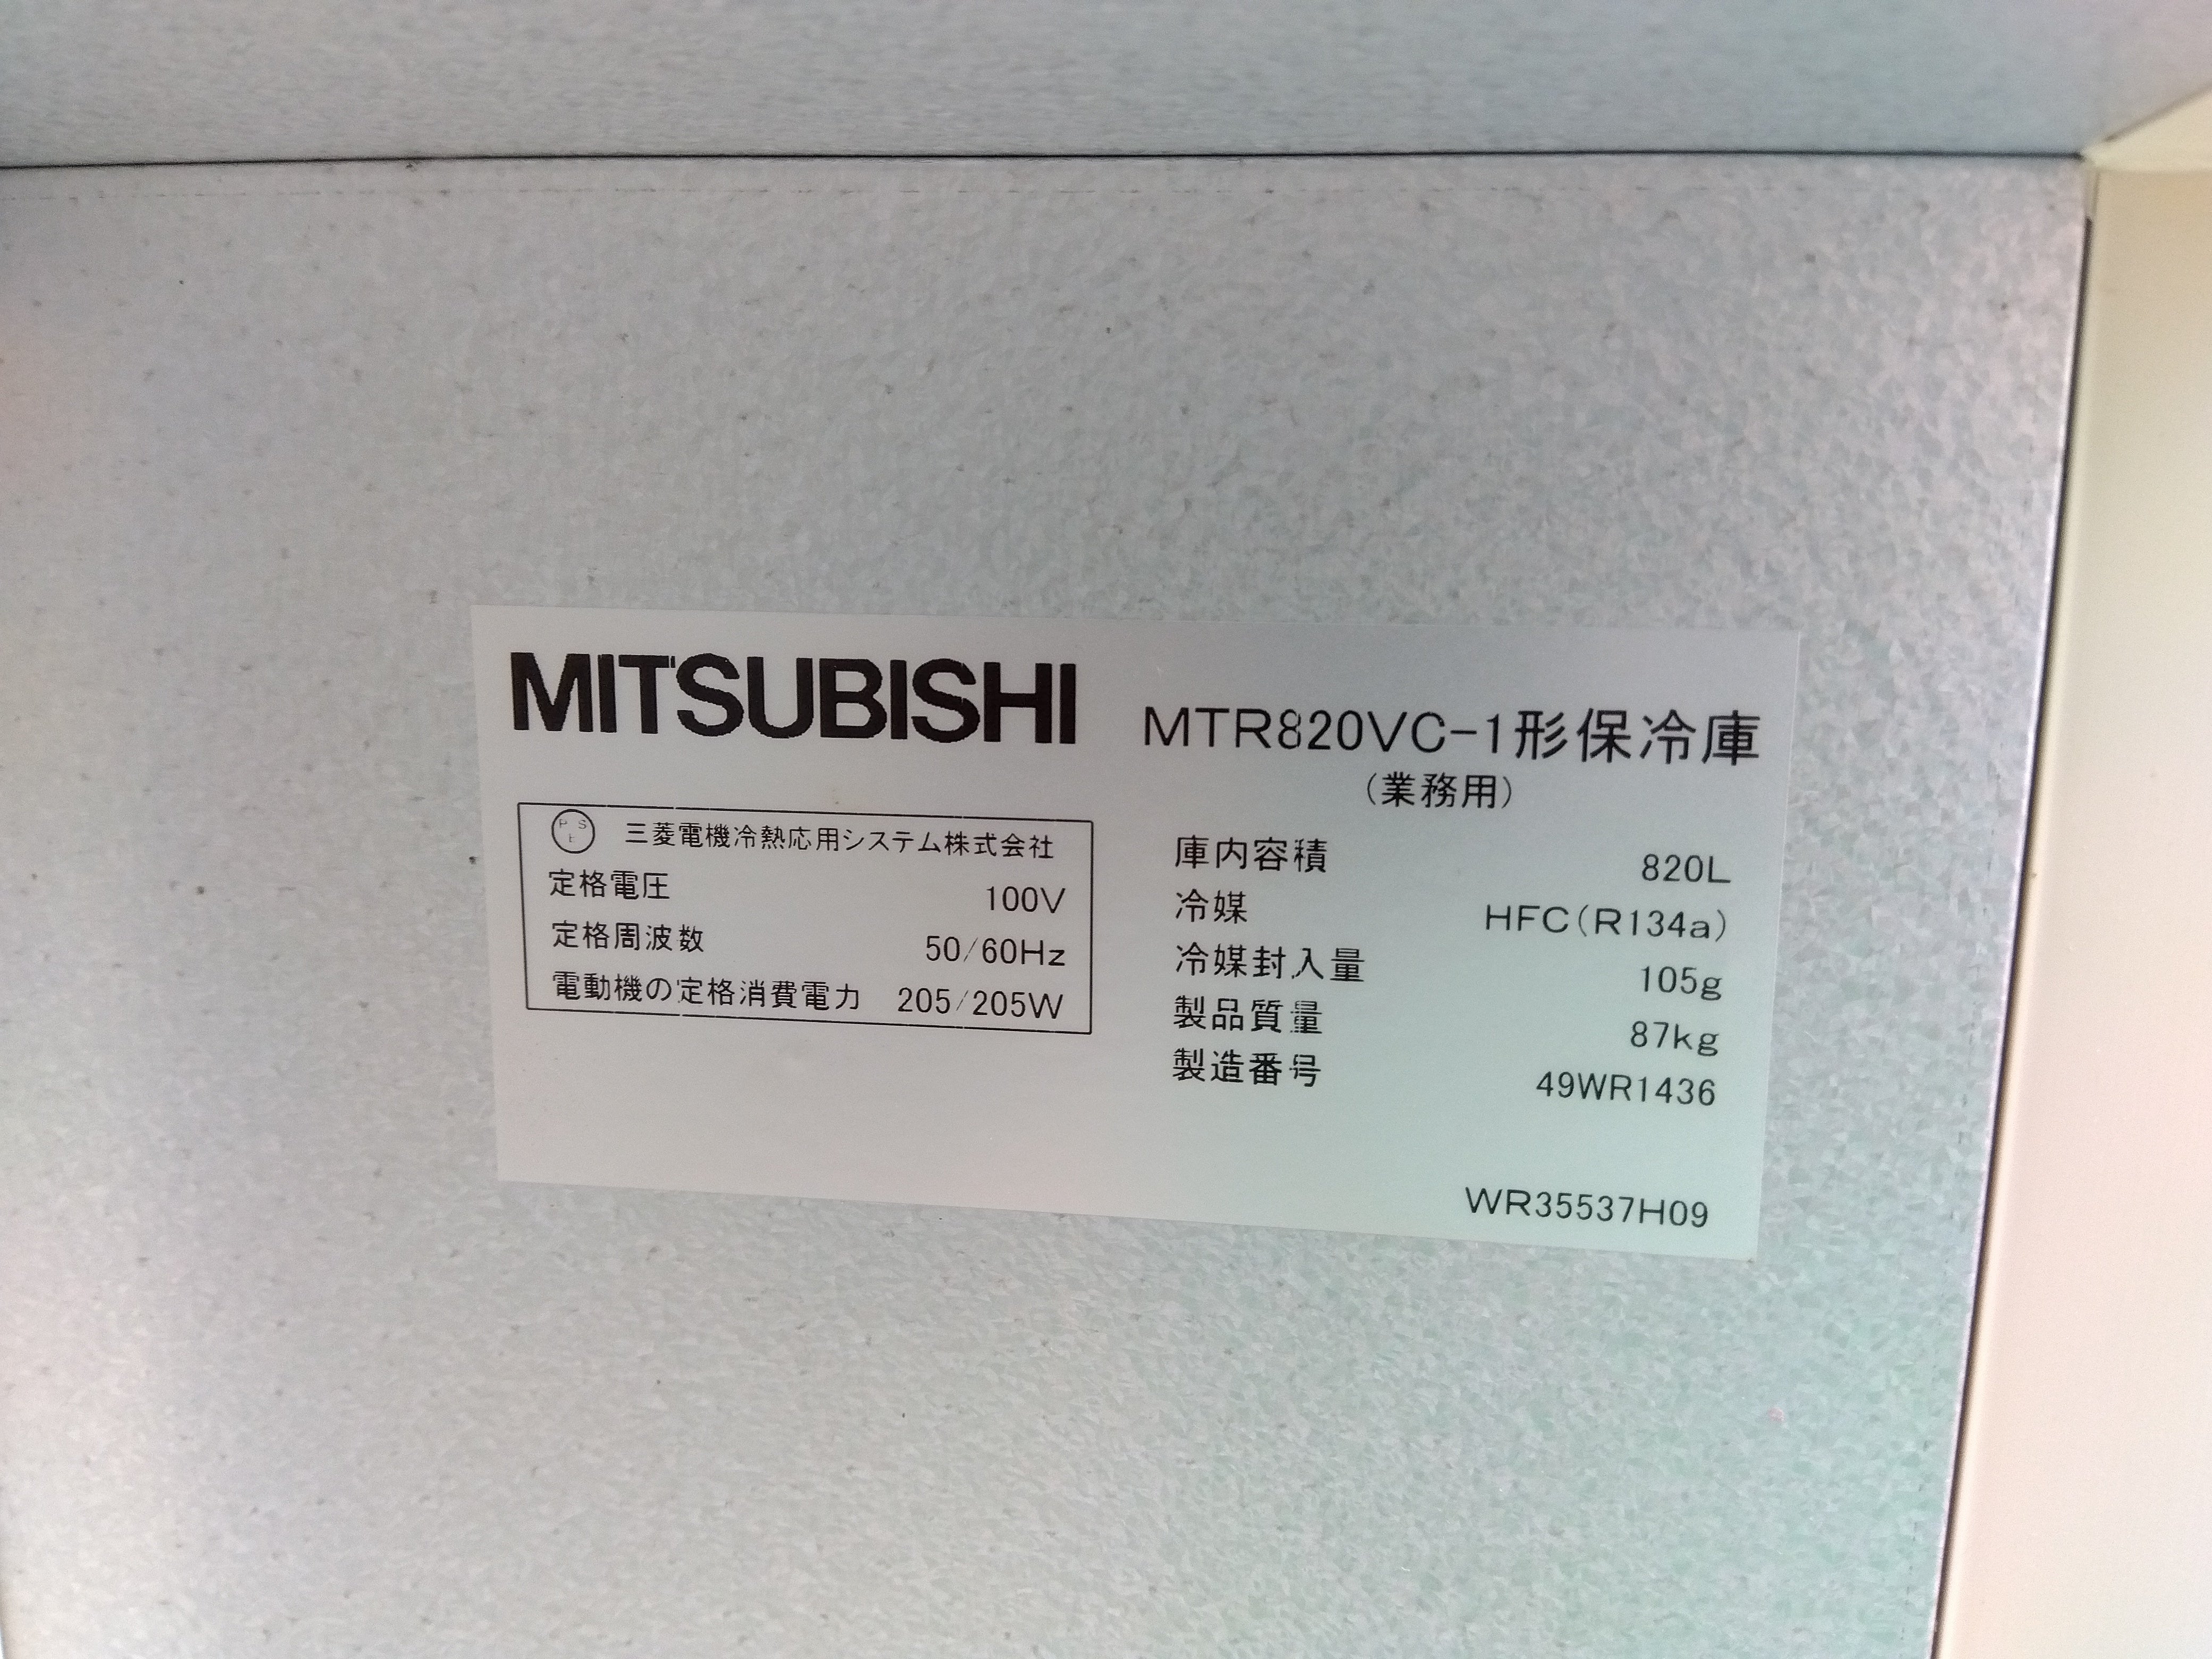 MITSUBISHI
MTR820VC-1形保冷庫
(業務用)
PSE 三菱電機冷熱応用システム株式会社
定格電圧 100V
定格周波数 50/60Hz
電動機の定格消費電力 205/205W
庫内容積 820L
冷媒 HFC(R134a)
冷媒封入量 105g
製品質量 87kg
製造番号 49WR1436
WR35537H09